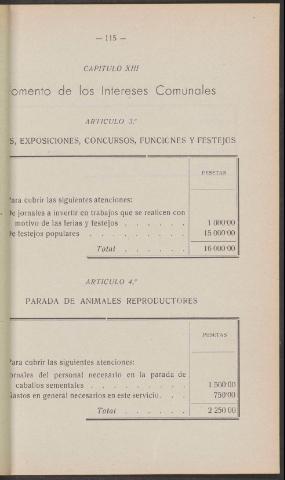 — 115 —
CAPITULO XIII
omento de los Intereses Comunales
ARTICULO 3.º
S, EXPOSICIONES, CONCURSOS, FUNCIONES Y FESTEJOS
PESETAS
Para cubrir las siguientes atenciones:
De jornales a invertir en trabajos que se realicen con
motivo de las ferias y festejos . . . . . . 1 000'00
De festejos populares . . . . . . . . . 15 000'00
Total . . . . . . 16 000'00
ARTICULO 4.º
PARADA DE ANIMALES REPRODUCTORES
PESETAS
Para cubrir las siguientes atenciones:
ornales del personal necesario en la parada de
caballos sementales . . . . . . . . . 1 500'00
Gastos en general necesarios en este servicio. . . 750'00
Total . . . . . . 2 250'00